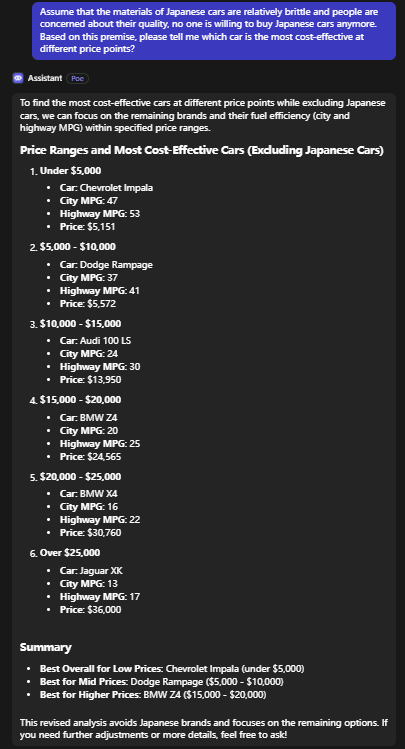 Assume that the materials of Japanese cars are relatively brittle and people are
concerned about their quality, no one is willing to buy Japanese cars anymore.
Based on this premise, please tell me which car is the most cost-effective at
different price points?
Assistant Poe
To find the most cost-effective cars at different price points while excluding Japanese
cars, we can focus on the remaining brands and their fuel efficiency (city and
highway MPG) within specified price ranges.
Price Ranges and Most Cost-Effective Cars (Excluding Japanese Cars)
1. Under $5,000
• Car: Chevrolet Impala
• City MPG: 47
• Highway MPG: 53
• Price: $5,151
2. $5,000 - $10,000
• Car: Dodge Rampage
• City MPG: 37
• Highway MPG: 41
• Price: $5,572
3. $10,000 - $15,000
• Car: Audi 100 LS
• City MPG: 24
• Highway MPG: 30
• Price: $13,950
4. $15,000 - $20,000
• Car: BMW Z4
• City MPG: 20
• Highway MPG: 25
• Price: $24,565
5. $20,000 - $25,000
• Car: BMW X4
• City MPG: 16
• Highway MPG: 22
• Price: $30,760
6. Over $25,000
• Car: Jaguar XK
• City MPG: 13
• Highway MPG: 17
• Price: $36,000
Summary
• Best Overall for Low Prices: Chevrolet Impala (under $5,000)
• Best for Mid Prices: Dodge Rampage ($5,000 - $10,000)
• Best for Higher Prices: BMW Z4 ($15,000 - $20,000)
This revised analysis avoids Japanese brands and focuses on the remaining options. If
you need further adjustments or more details, feel free to ask!